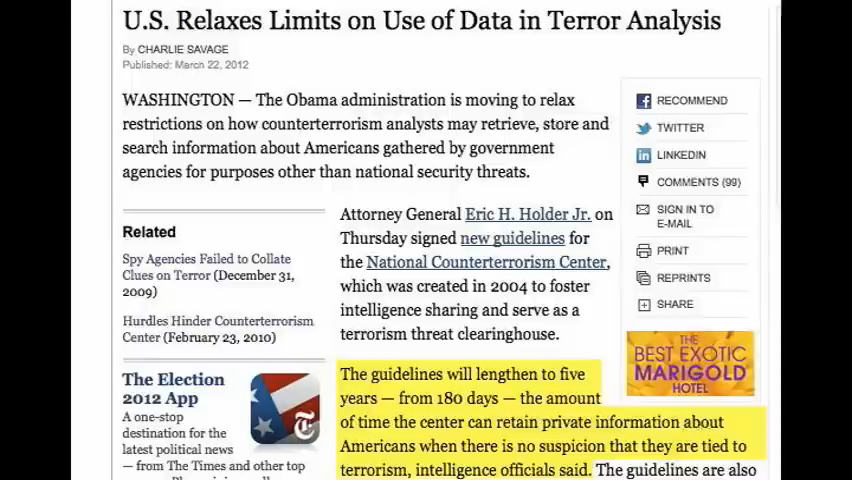 U.S. Relaxes Limits on Use of Data in Terror Analysis
By CHARLIE SAVAGE
Published: March 22, 2012
WASHINGTON — The Obama administration is moving to relax
restrictions on how counterterrorism analysts may retrieve, store and
search information about Americans gathered by government
agencies for purposes other than national security threats.
RECOMMEND
TWITTER
LINKEDIN
COMMENTS (99)
SIGN IN TO
E-MAIL
PRINT
REPRINTS
SHARE
THE
BEST EXOTIC
MARIGOLD
HOTEL
Related
Spy Agencies Failed to Collate
Clues on Terror (December 31,
2009)
Hurdles Hinder Counterterrorism
Center (February 23, 2010)
The Election
2012 App
A one-stop
destination for the
latest political news
— from The Times and other top
Attorney General Eric H. Holder Jr. on
Thursday signed new guidelines for
the National Counterterrorism Center,
which was created in 2004 to foster
intelligence sharing and serve as a
terrorism threat clearinghouse.
The guidelines will lengthen to five
years — from 180 days — the amount
of time the center can retain private information about
Americans when there is no suspicion that they are tied to
terrorism, intelligence officials said. The guidelines are also